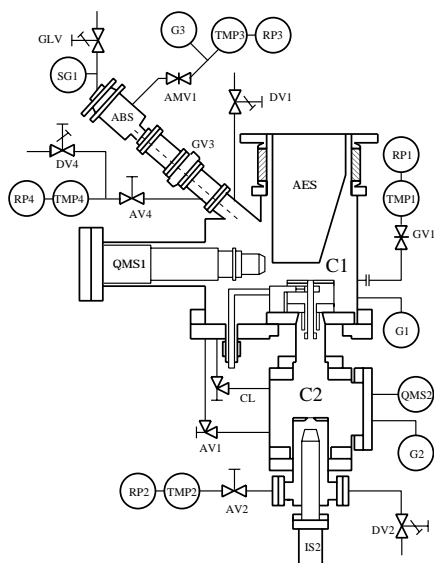 GLV
G3
TMP3
RP3
SG1
AMV1
DV1
ABS
GV3
DV4
AES
RP1
RP4
TMP4
AV4
TMP1
GV1
QMS1
C1
G1
CL
C2
QMS2
AV1
G2
RP2
TMP2
AV2
DV2
IS2